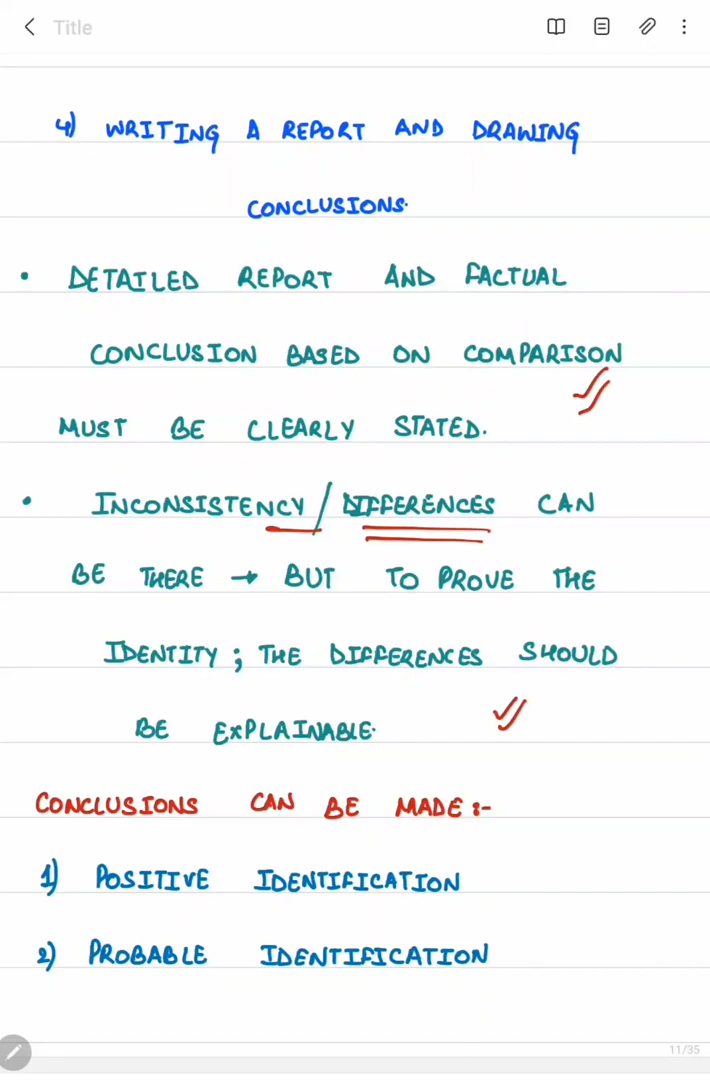 Title
4) WRITING A REPORT AND DRAWING
CONCLUSIONS.
• DETAILED REPORT AND FACTUAL
CONCLUSION BASED ON COMPARISON
MUST BE CLEARLY STATED.
• INCONSISTENCY / DIFFERENCES CAN
BE THERE → BUT TO PROVE THE
IDENTITY ; THE DIFFERENCES SHOULD
BE EXPLAINABLE.
CONCLUSIONS CAN BE MADE :-
1) POSITIVE IDENTIFICATION
2) PROBABLE IDENTIFICATION
11/35